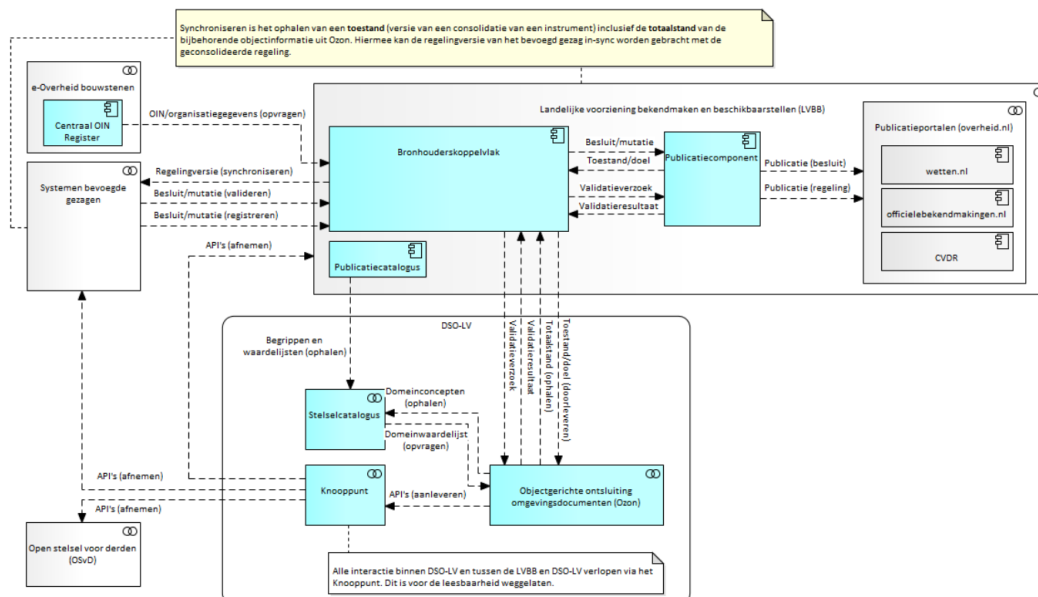 Synchroniseren is het ophalen van een toestand (versie van een consolidatie van een instrument) inclusief de totaalstand van de
bijbehorende objectinformatie uit Ozon. Hiermee kan de regelingversie van het bevoegd gezag in-sync worden gebracht met de
geconsolideerde regeling.
e-Overheid bouwstenen
Centraal OIN
Register
OIN/organisatiegegevens (opvragen)
Systemen bevoegde
gezagen
Regelingversie (synchroniseren)
Besluit/mutatie (valideren)
Besluit/mutatie (registreren)
API's (afnemen)
Landelijke voorziening bekendmaken en beschikbaarstellen (LVBB)
Bronhouderskoppelvlak
Publicatiecatalogus
Besluit/mutatie
Toestand/doel
Validatieverzoek
Validatieresultaat
Publicatiecomponent
Publicatie (besluit)
Publicatie (regeling)
Publicatieportalen (overheid.nl)
wetten.nl
officielebekendmakingen.nl
CVDR
DSO-LV
Begrippen en
waardelijsten (ophalen)
Validatieverzoek
Validatieresultaat
Totaalstand (ophalen)
Toestand/doel (doorleveren)
Stelselcatalogus
Domeinconcepten
(ophalen)
Domeinwaardelijst
(opvragen)
Knooppunt
API's (aanleveren)
Objectgerichte ontsluiting
omgevingsdocumenten (Ozon)
API's (afnemen)
API's (afnemen)
Open stelsel voor derden
(OSvD)
Alle interactie binnen DSO-LV en tussen de LVBB en DSO-LV verlopen via het
Knooppunt. Dit is voor de leesbaarheid weggelaten.